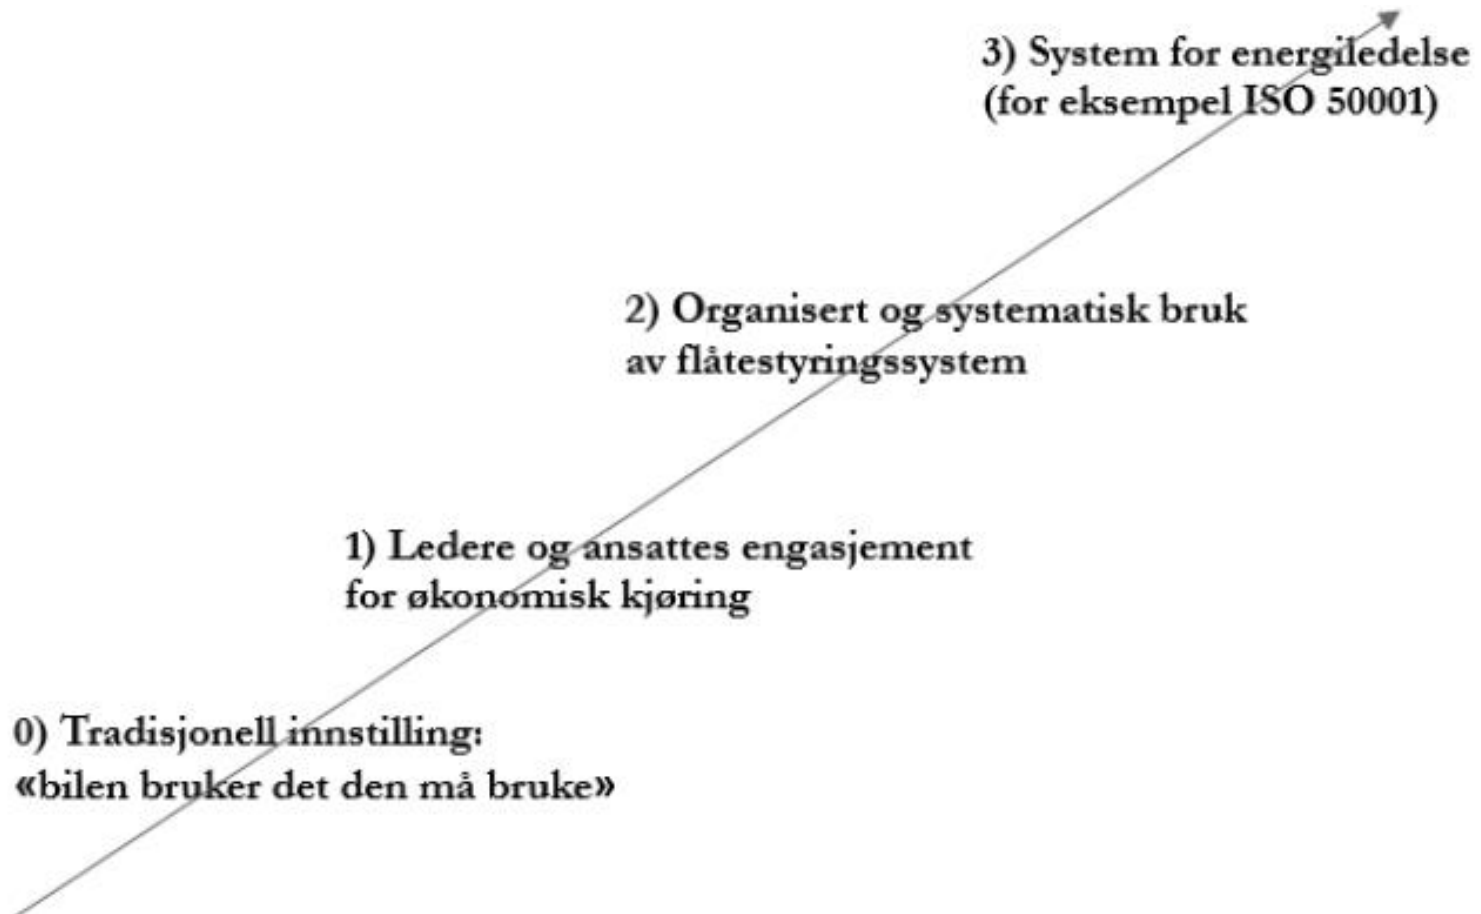 3) System for energiledelse
(for eksempel ISO 50001)
2) Organisert og systematisk bruk
av flåtestyringssystem
1) Ledere og ansattes engasjement
for økonomisk kjøring
0) Tradisjonell innstilling:
«bilen bruker det den må bruke»